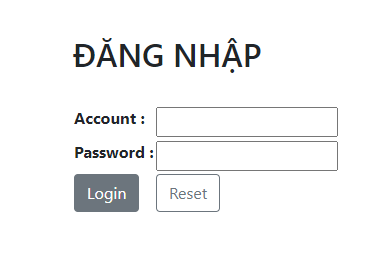 ĐĂNG NHẬP
Account :
Password :
Login Reset